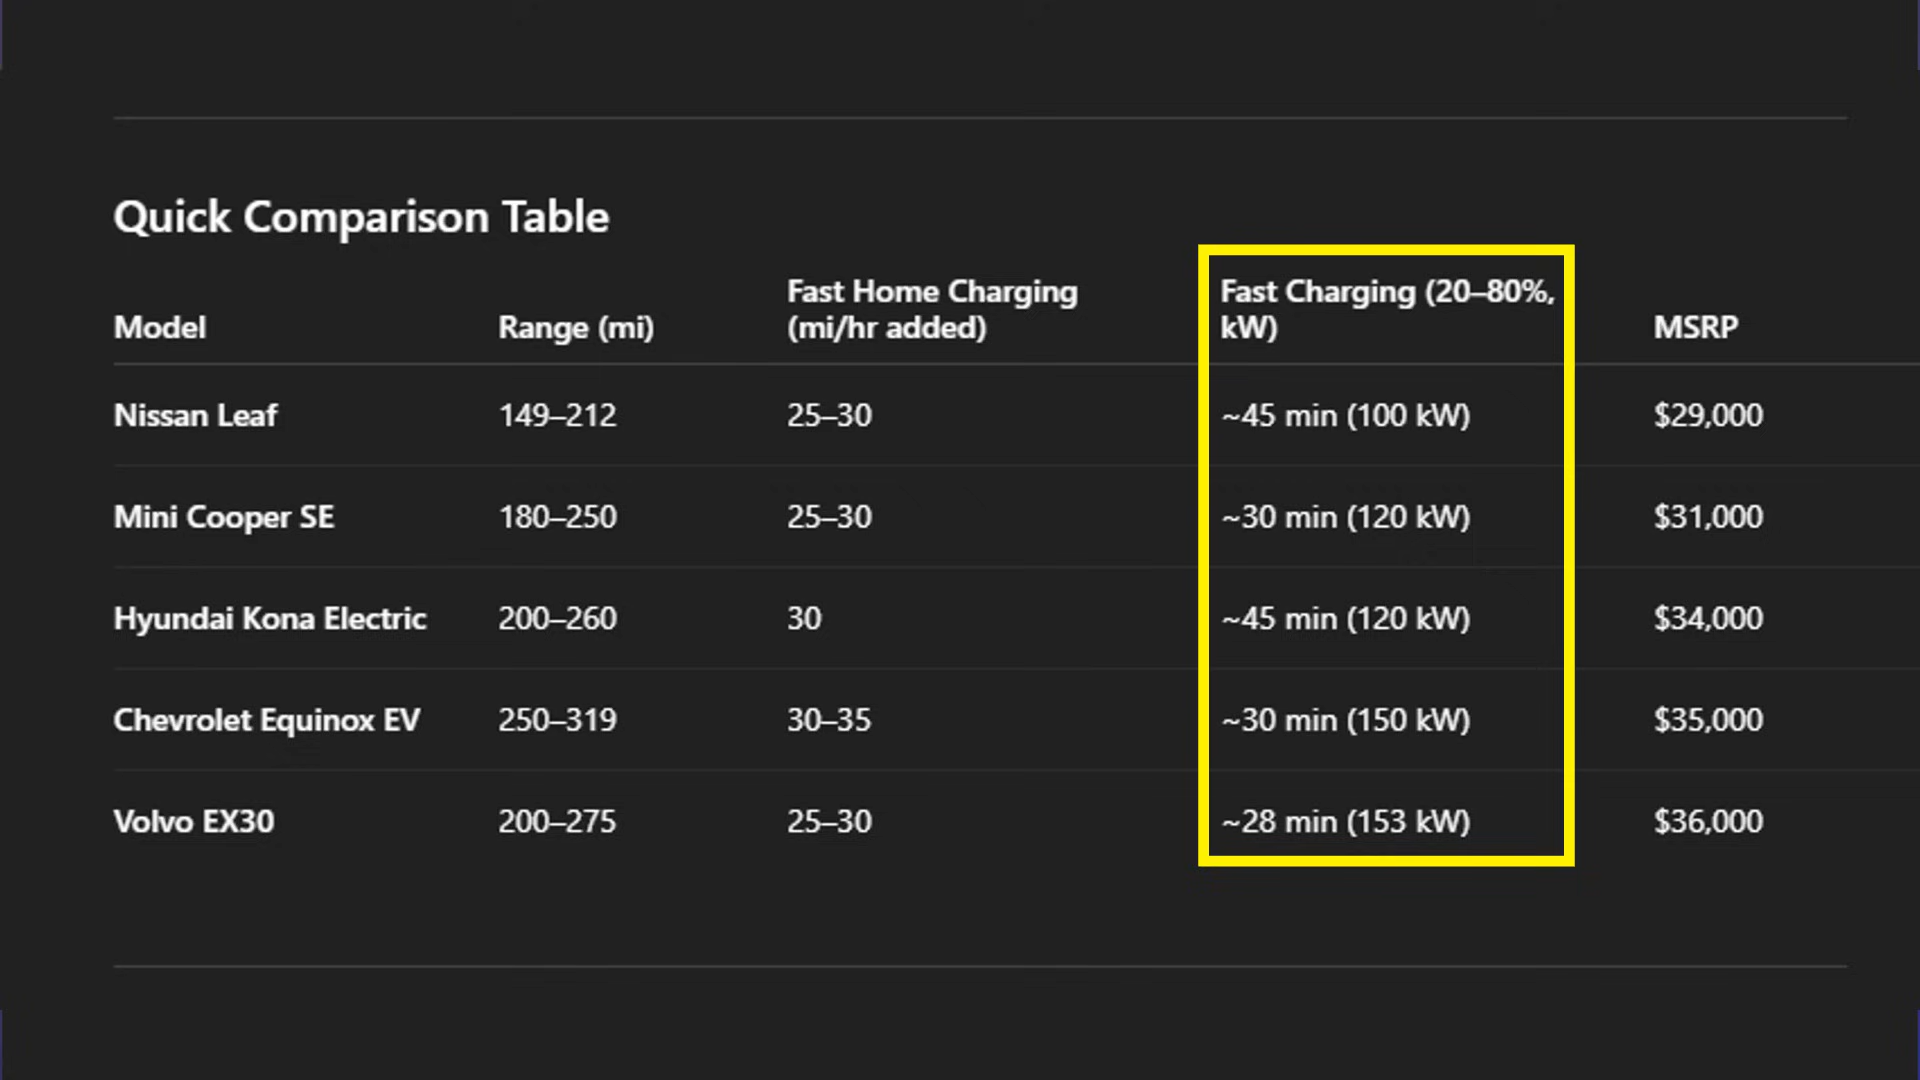 Quick Comparison Table
Fast Home Charging Fast Charging (20–80%,
Model Range (mi) (mi/hr added) kW) MSRP
Nissan Leaf 149–212 25–30 ~45 min (100 kW) $29,000
Mini Cooper SE 180–250 25–30 ~30 min (120 kW) $31,000
Hyundai Kona Electric 200–260 30 ~45 min (120 kW) $34,000
Chevrolet Equinox EV 250–319 30–35 ~30 min (150 kW) $35,000
Volvo EX30 200–275 25–30 ~28 min (153 kW) $36,000